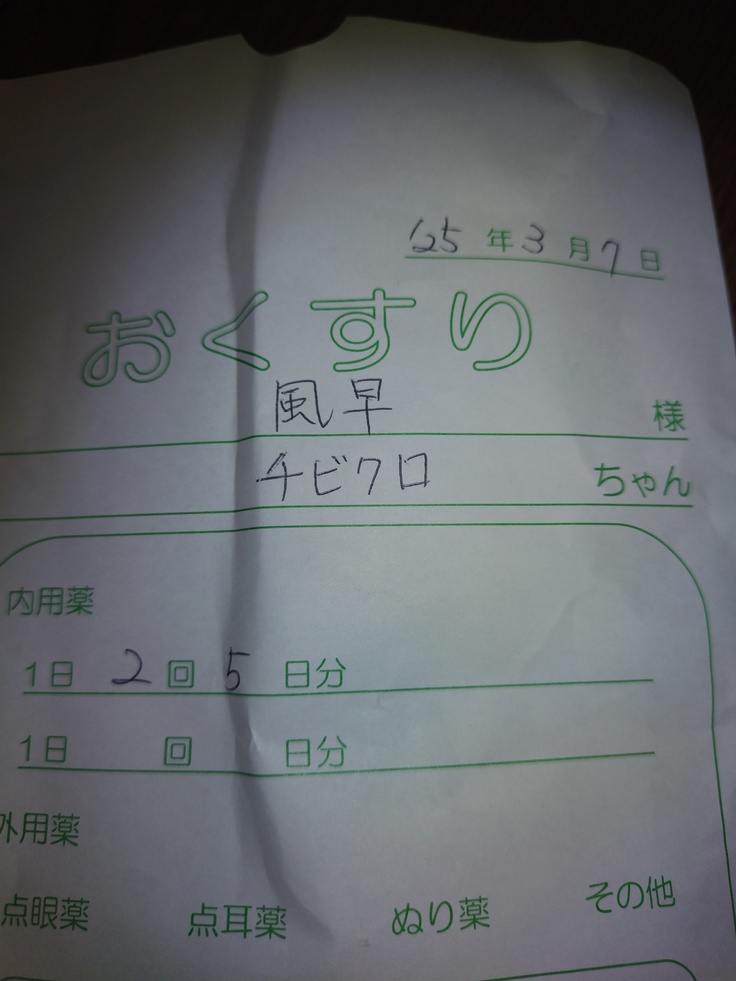 '25年3月7日
おくすり
風早 様
チビクロ ちゃん
内用薬
1日 2 回 5 日分
1日 回 日分
外用薬
点眼薬 点耳薬 ぬり薬 その他